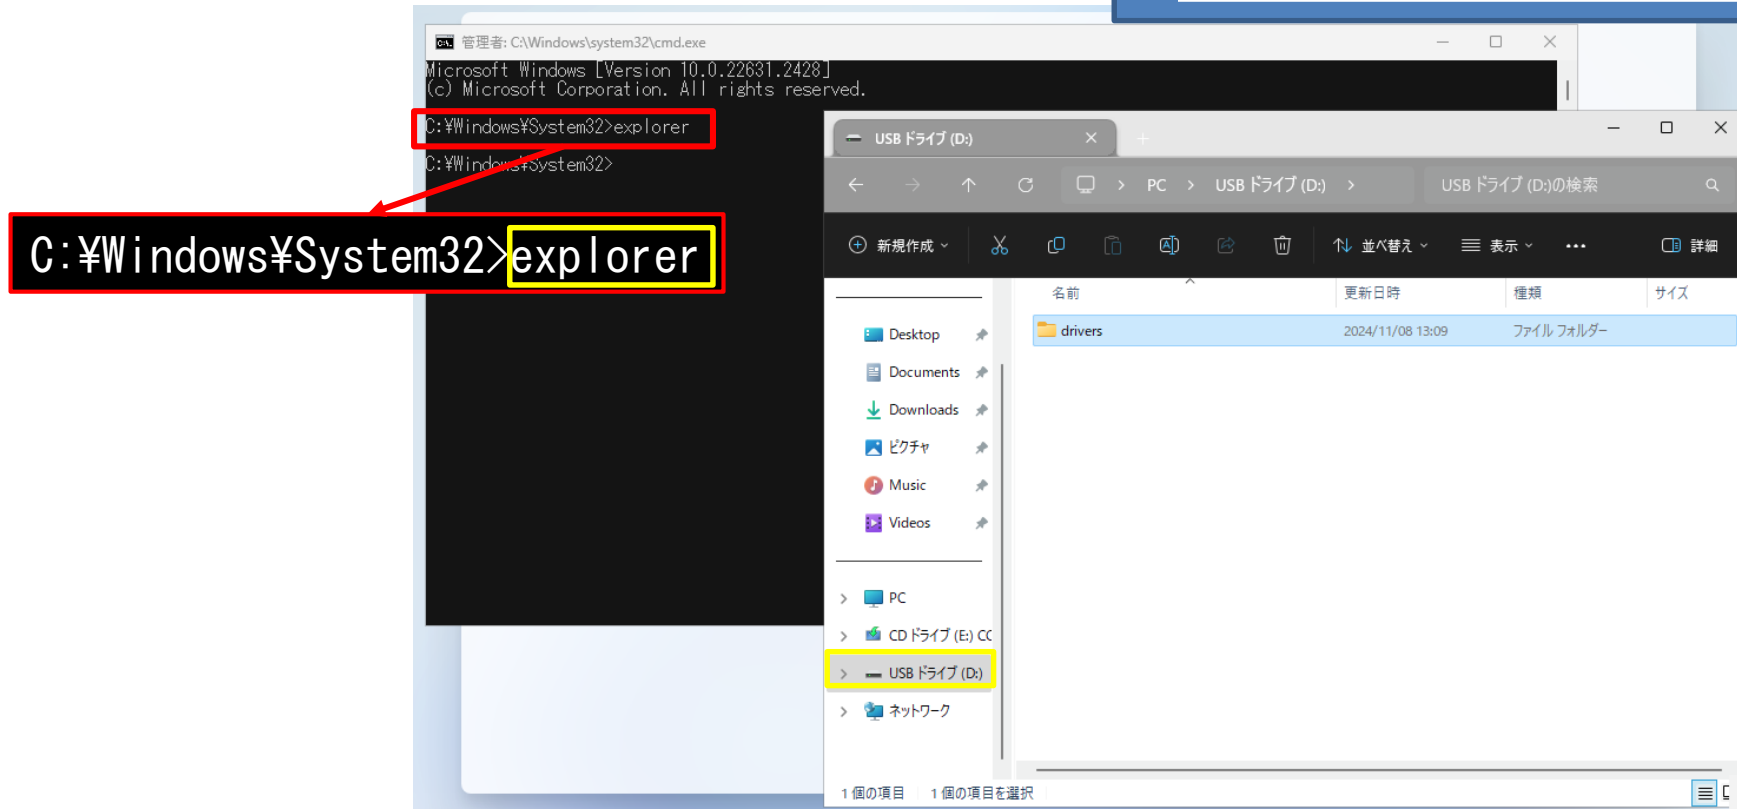 管理者: C:\Windows\system32\cmd.exe
Microsoft Windows [Version 10.0.22631.2428]
(c) Microsoft Corporation. All rights reserved.
C:¥Windows¥System32>explorer
C:¥Windows¥System32>
C:¥Windows¥System32>explorer
USB ドライブ (D:)
PC > USB ドライブ (D:) >
USB ドライブ (D:)の検索
新規作成
並べ替え
表示
詳細
名前 更新日時 種類 サイズ
drivers 2024/11/08 13:09 ファイル フォルダー
Desktop
Documents
Downloads
ピクチャ
Music
Videos
PC
CD ドライブ (E:) CC
USB ドライブ (D:)
ネットワーク
1 個の項目 1 個の項目を選択